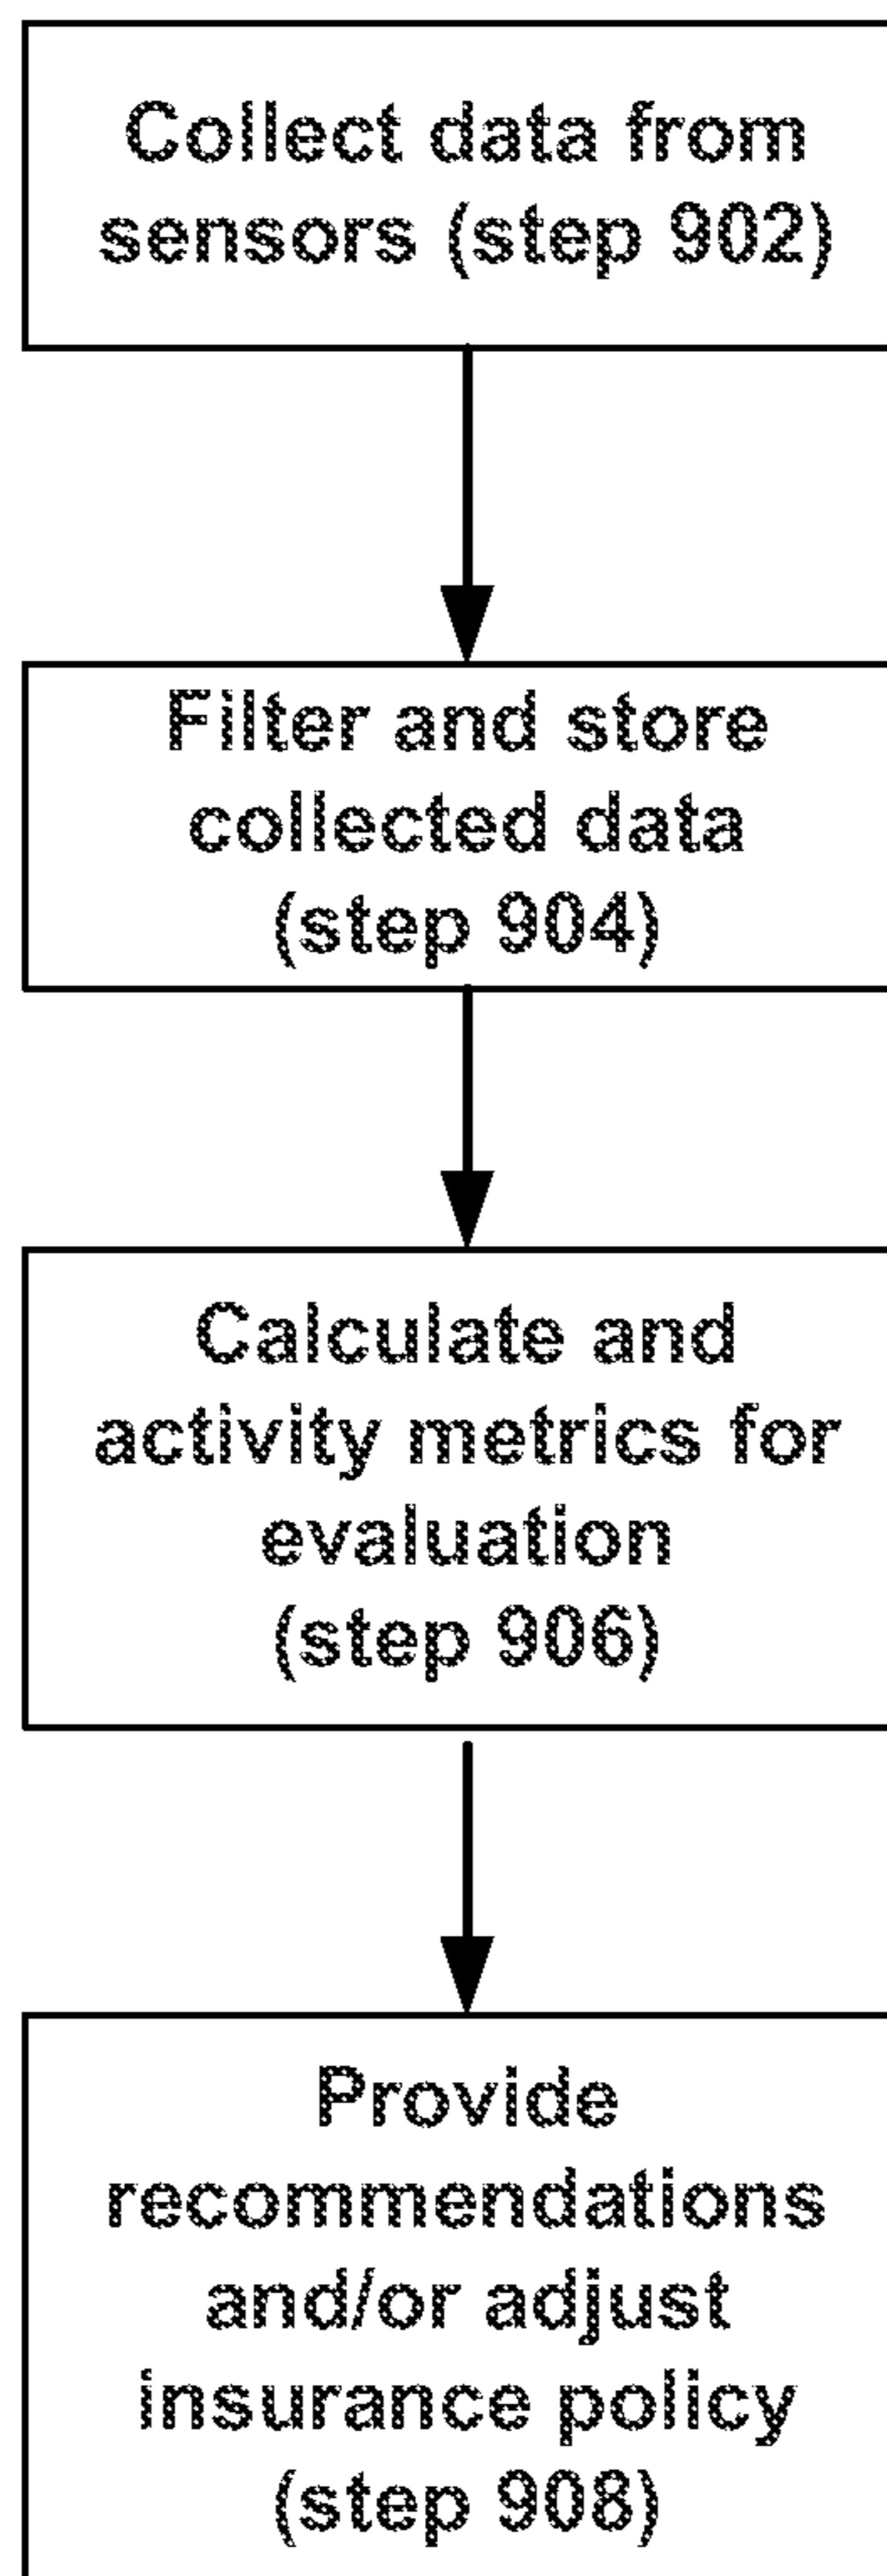 Collect data from
sensors (step 902)
Filter and store
collected data
(step 904)
Calculate and
activity metrics for
evaluation
(step 906)
Provide
recommendations
and/or adjust
insurance policy
(step 908)